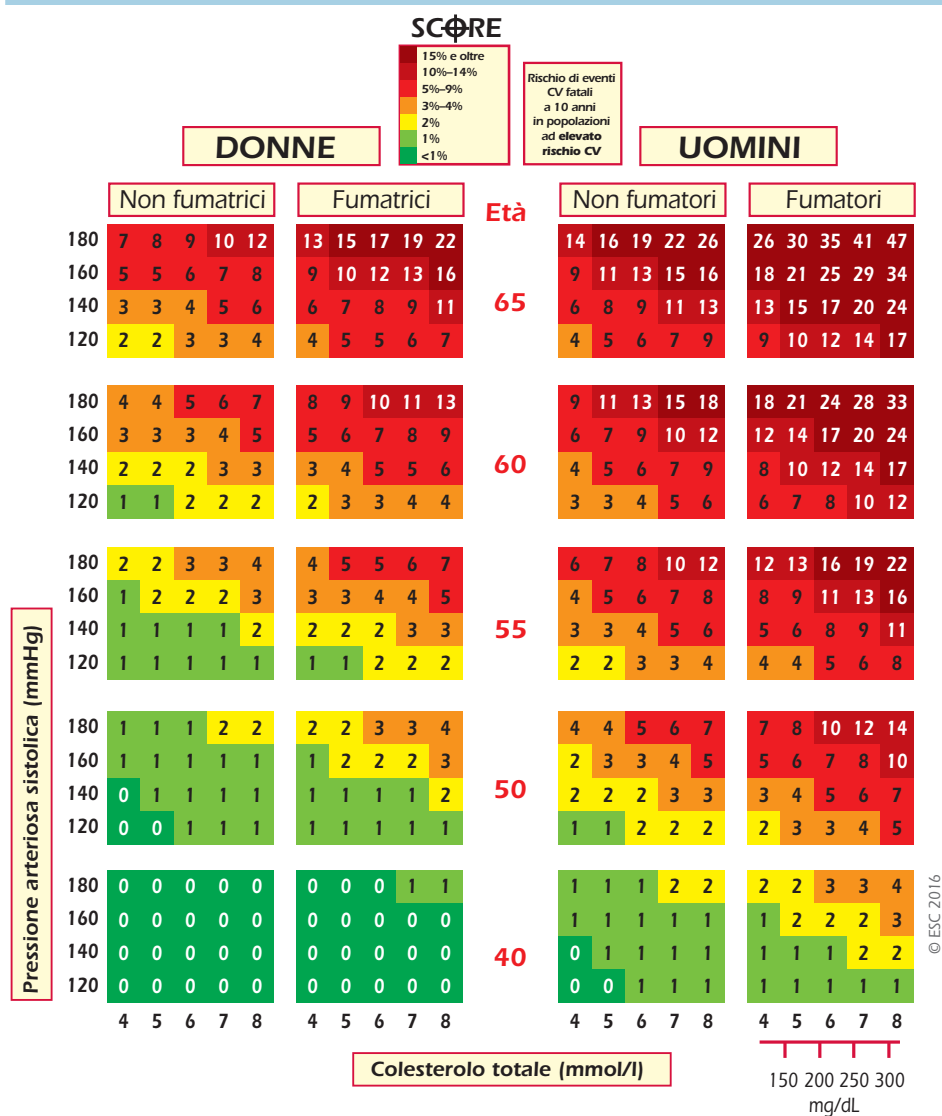 SCORE
15% e oltre
10%–14%
5%–9%
3%–4%
2%
1%
<1%
Rischio di eventi
CV fatali
a 10 anni
in popolazioni
ad elevato
rischio CV
DONNE
UOMINI
Non fumatrici
Fumatrici
Età
Non fumatori
Fumatori
180 7 8 9 10 12 13 15 17 19 22 14 16 19 22 26 26 30 35 41 47
160 5 5 6 7 8 9 10 12 13 16 9 11 13 15 16 18 21 25 29 34
65
140 3 3 4 5 6 6 7 8 9 11 6 8 9 11 13 13 15 17 20 24
120 2 2 3 3 4 4 5 5 6 7 4 5 6 7 9 9 10 12 14 17
180 4 4 5 6 7 8 9 10 11 13 9 11 13 15 18 18 21 24 28 33
160 3 3 3 4 5 5 6 7 8 9 6 7 9 10 12 12 14 17 20 24
60
140 2 2 2 3 3 3 4 5 5 6 4 5 6 7 9 8 10 12 14 17
120 1 1 2 2 2 2 3 3 4 4 3 3 4 5 6 6 7 8 10 12
180 2 2 3 3 4 4 5 5 6 7 6 7 8 10 12 12 13 16 19 22
160 1 2 2 2 3 3 3 4 4 5 4 5 6 7 8 8 9 11 13 16
55
140 1 1 1 1 2 2 2 2 3 3 3 3 4 5 6 5 6 8 9 11
120 1 1 1 1 1 1 1 2 2 2 2 2 3 3 4 4 4 5 6 8
180 1 1 1 2 2 2 2 3 3 4 4 4 5 6 7 7 8 10 12 14
160 1 1 1 1 1 1 2 2 2 3 2 3 3 4 5 5 6 7 8 10
50
140 0 1 1 1 1 1 1 1 1 2 2 2 2 3 3 3 4 5 6 7
120 0 0 1 1 1 1 1 1 1 1 1 1 2 2 2 2 3 3 4 5
180 0 0 0 0 0 0 0 0 1 1 1 1 1 2 2 2 2 3 3 4
160 0 0 0 0 0 0 0 0 0 0 1 1 1 1 1 1 2 2 2 3
40
140 0 0 0 0 0 0 0 0 0 0 0 1 1 1 1 1 1 1 2 2
120 0 0 0 0 0 0 0 0 0 0 0 0 1 1 1 1 1 1 1 1
4 5 6 7 8 4 5 6 7 8 4 5 6 7 8 4 5 6 7 8
Pressione arteriosa sistolica (mmHg)
Colesterolo totale (mmol/l)
150 200 250 300
mg/dL
© ESC 2016